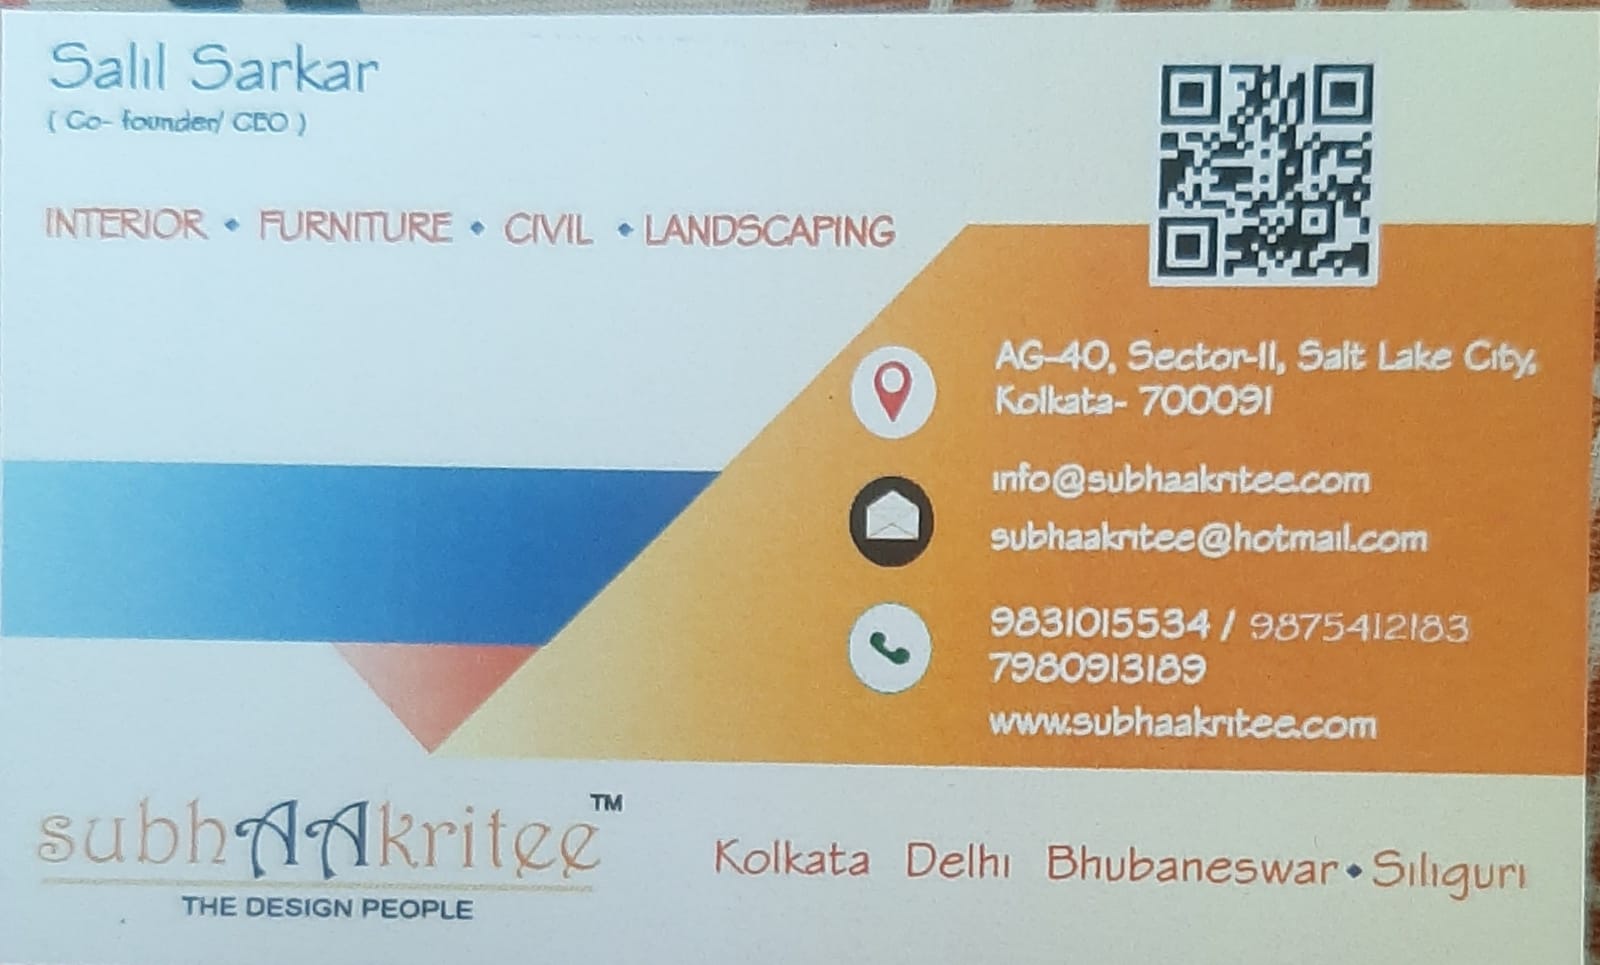 Salil Sarkar
( Co- founder/ CEO )
INTERIOR • FURNITURE • CIVIL • LANDSCAPING
AG-40, Sector-II, Salt Lake City,
Kolkata- 700091
info@subhaakritee.com
subhaakritee@hotmail.com
9831015534 / 9875412183
7980913189
www.subhaakritee.com
subhAAkritee™
THE DESIGN PEOPLE
Kolkata Delhi Bhubaneswar • Siliguri